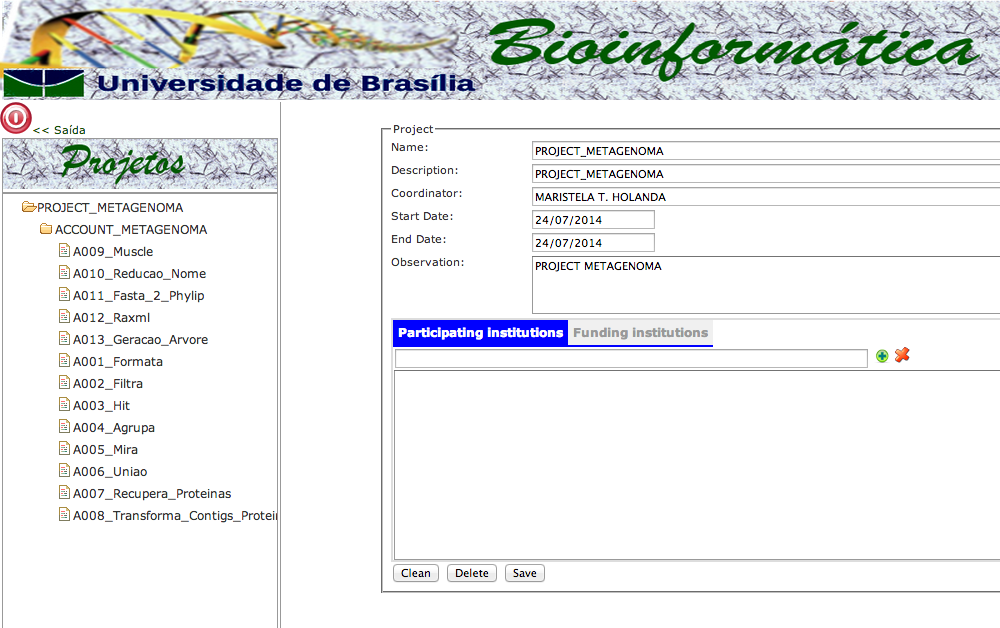 Bioinformática
Universidade de Brasília
<< Saída
Projetos
PROJECT_METAGENOMA
ACCOUNT_METAGENOMA
A009_Muscle
A010_Reducao_Nome
A011_Fasta_2_Phylip
A012_Raxml
A013_Geracao_Arvore
A001_Formata
A002_Filtra
A003_Hit
A004_Agrupa
A005_Mira
A006_Uniao
A007_Recupera_Proteinas
A008_Transforma_Contigs_Protei
Project
Name: PROJECT_METAGENOMA
Description: PROJECT_METAGENOMA
Coordinator: MARISTELA T. HOLANDA
Start Date: 24/07/2014
End Date: 24/07/2014
Observation: PROJECT METAGENOMA
Participating institutions Funding institutions
Clean Delete Save